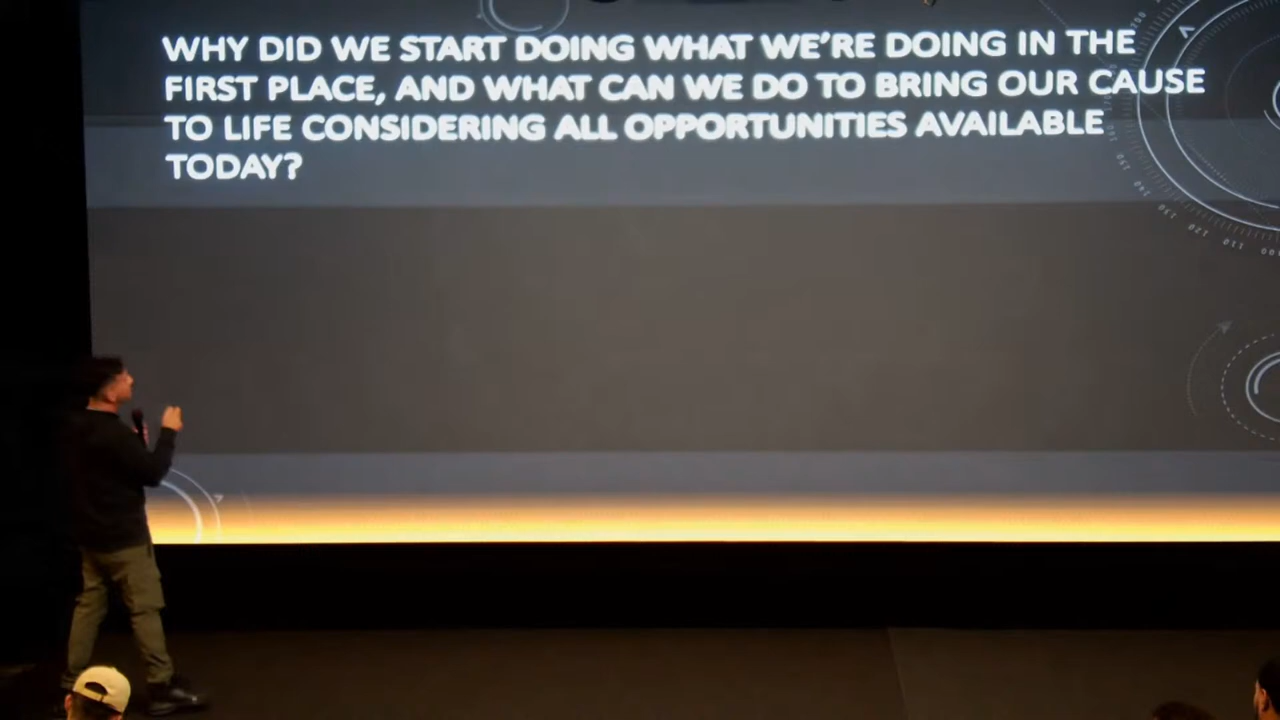 WHY DID WE START DOING WHAT WE'RE DOING IN THE
FIRST PLACE, AND WHAT CAN WE DO TO BRING OUR CAUSE
TO LIFE CONSIDERING ALL OPPORTUNITIES AVAILABLE
TODAY?